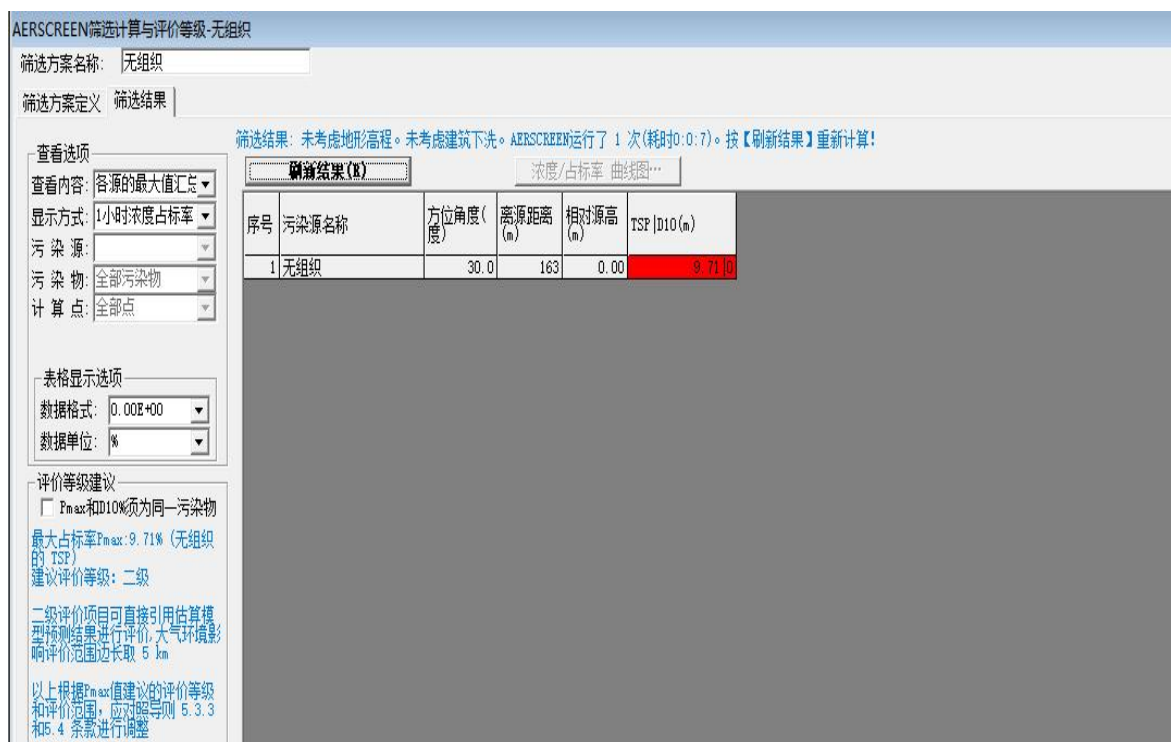 AERSCREEN筛选计算与评价等级-无组织
筛选方案名称: 无组织
筛选方案定义 筛选结果
筛选结果: 未考虑地形高程。未考虑建筑下洗。AERSCREEN运行了 1 次(耗时0:0:7)。按【刷新结果】重新计算!
查看选项
查看内容: 各源的最大值汇总
显示方式: 1小时浓度占标率
污 染 源:
污 染 物: 全部污染物
计 算 点: 全部点
刷新结果(R) 浓度/占标率 曲线图…
序号 污染源名称 方位角度(度) 离源距离(m) 相对源高(m) TSP|D10(m)
1 无组织 30.0 163 0.00 9.71|0
表格显示选项
数据格式: 0.00E+00
数据单位: %
评价等级建议
Pmax和D10%须为同一污染物
最大占标率Pmax:9.71% (无组织
的 TSP)
建议评价等级: 二级
二级评价项目可直接引用估算模
型预测结果进行评价,大气环境影
响评价范围边长取 5 km
以上根据Pmax值建议的评价等级
和评价范围, 应对照导则 5.3.3
和5.4 条款进行调整